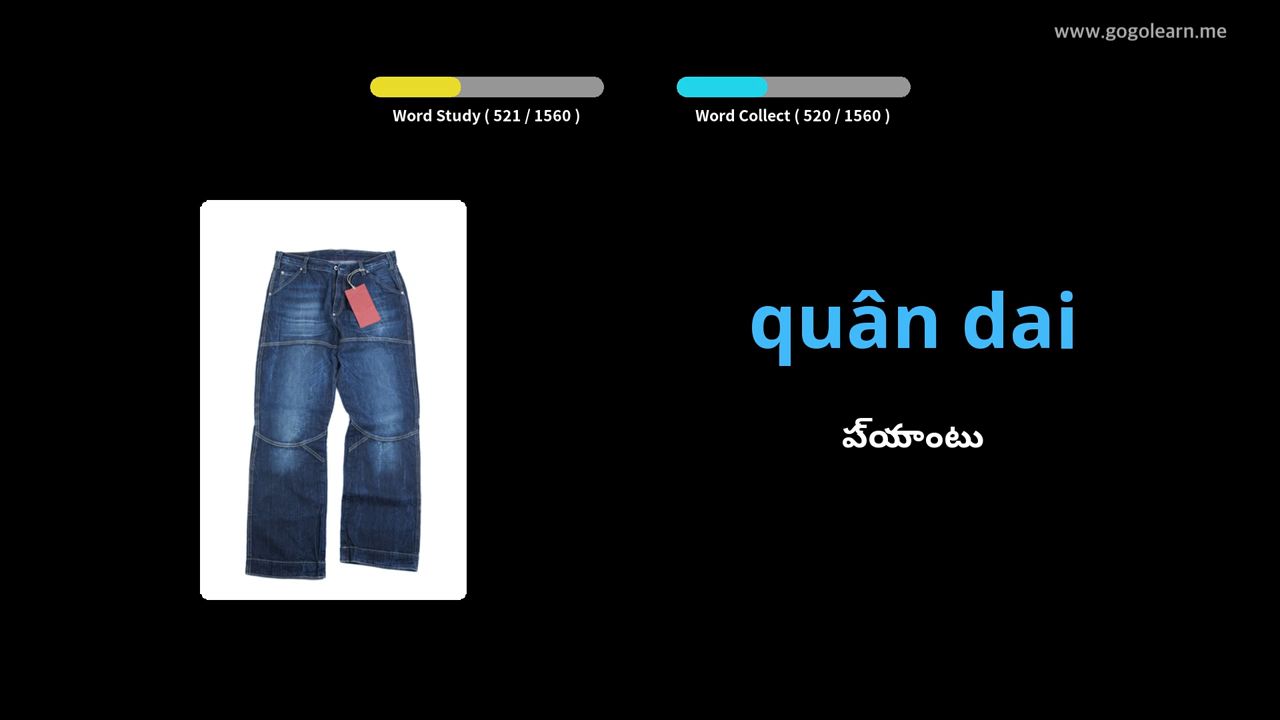 www.gogolearn.me
Word Study ( 521 / 1560 )
Word Collect ( 520 / 1560 )
quân dai
ప్యాంటు